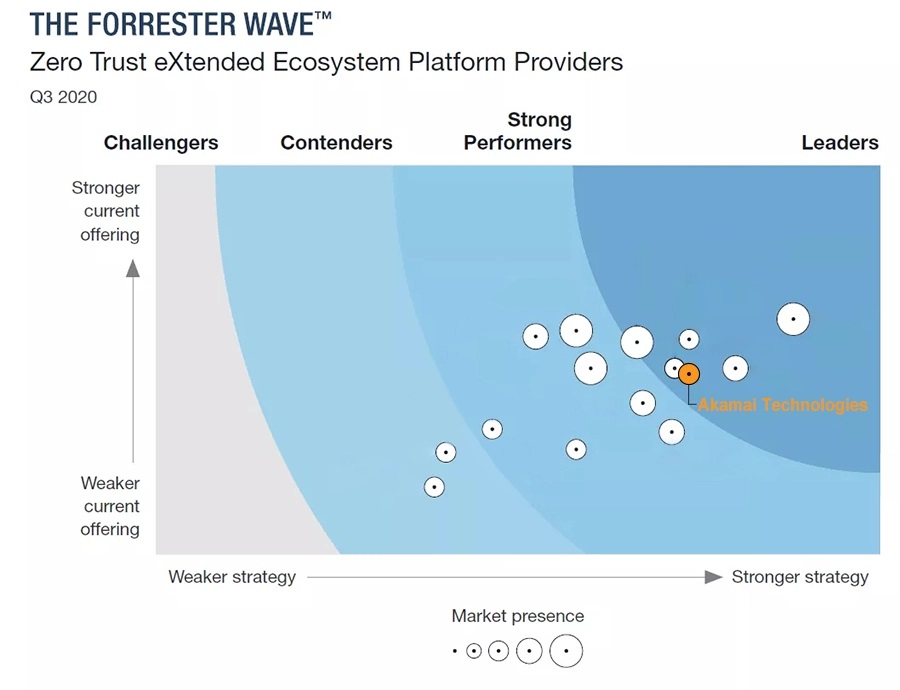 THE FORRESTER WAVE™
Zero Trust eXtended Ecosystem Platform Providers
Q3 2020
Challengers
Contenders
Strong
Performers
Leaders
Stronger
current
offering
Akamai Technologies
Weaker
current
offering
Weaker strategy
Stronger strategy
Market presence